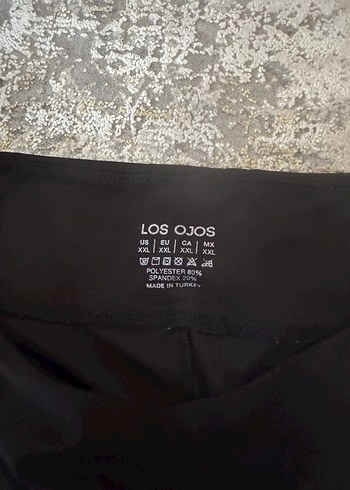 LOS OJOS
US | EU | CA | MX
XXL | XXL | XXL | XXL
POLYESTER 80%
SPANDEX 20%
MADE IN TURKEY